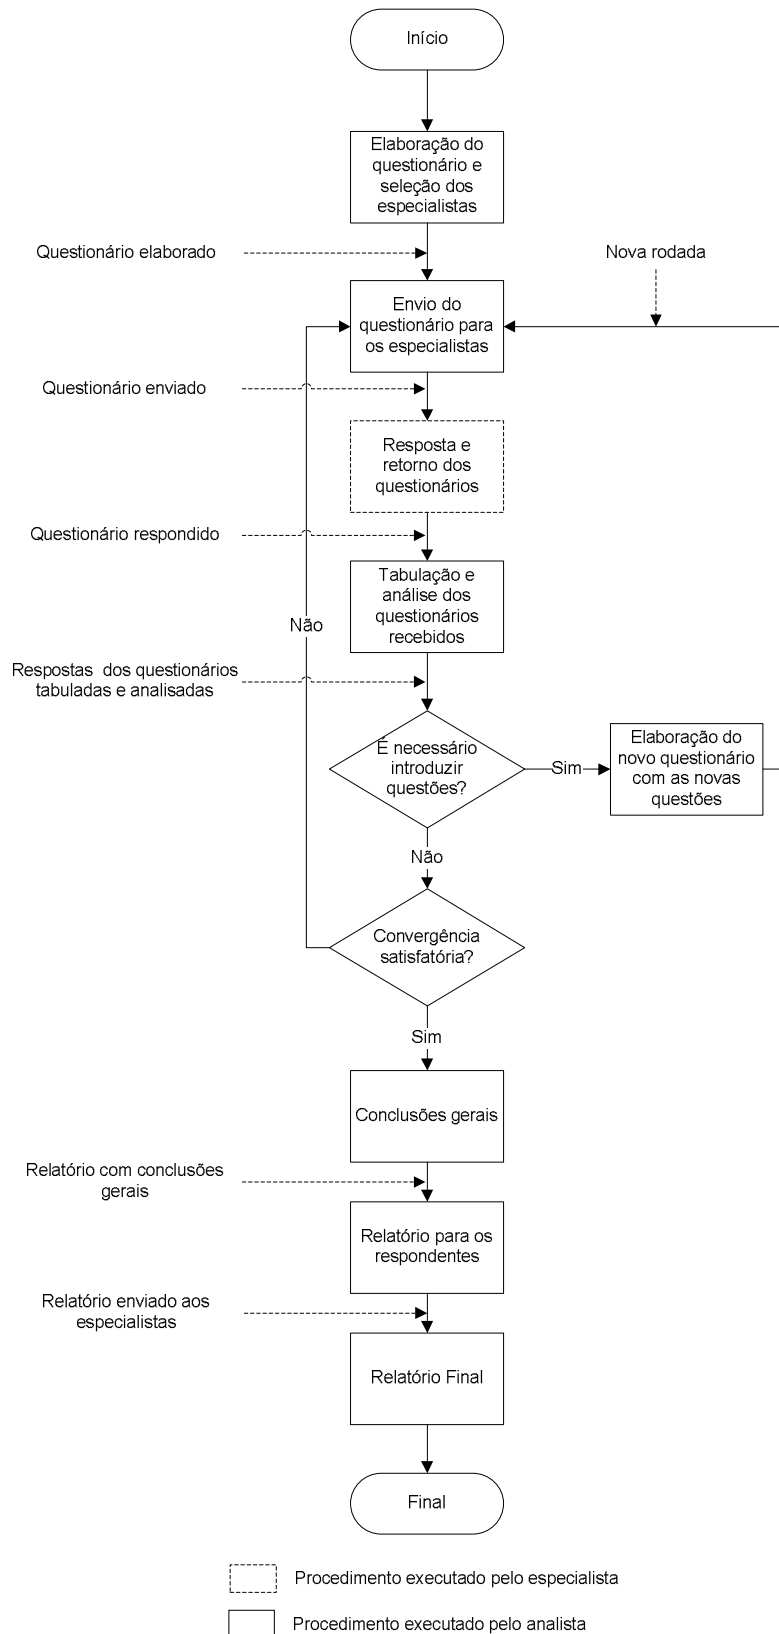 Início
Elaboração do
questionário e
seleção dos
especialistas
Questionário elaborado
Nova rodada
Envio do
questionário para
os especialistas
Questionário enviado
Resposta e
retorno dos
questionários
Questionário respondido
Tabulação e
análise dos
questionários
recebidos
Não
Respostas  dos questionários
tabuladas e analisadas
É necessário
introduzir
questões?
Sim
Elaboração do
novo questionário
com as novas
questões
Não
Convergência
satisfatória?
Sim
Conclusões gerais
Relatório com conclusões
gerais
Relatório para os
respondentes
Relatório enviado aos
especialistas
Relatório Final
Final
Procedimento executado pelo especialista
Procedimento executado pelo analista